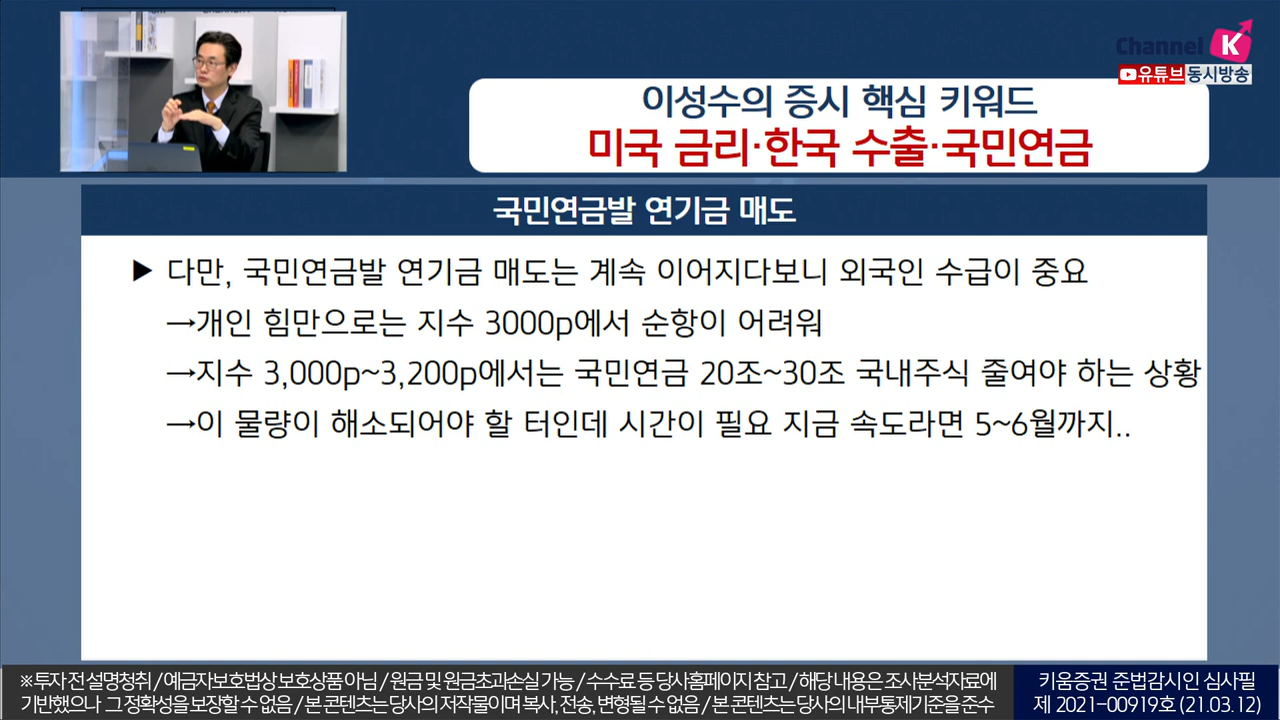 Channel K
유튜브동시방송
이성수의 증시 핵심 키워드
미국 금리·한국 수출·국민연금
국민연금발 연기금 매도
▶ 다만, 국민연금발 연기금 매도는 계속 이어지다보니 외국인 수급이 중요
→개인 힘만으로는 지수 3000p에서 순항이 어려워
→지수 3,000p~3,200p에서는 국민연금 20조~30조 국내주식 줄여야 하는 상황
→이 물량이 해소되어야 할 터인데 시간이 필요 지금 속도라면 5~6월까지..
※투자 전 설명청취 / 예금자보호법상 보호상품 아님 / 원금 및 원금초과손실 가능 / 수수료 등 당사홈페이지 참고 / 해당 내용은 조사분석자료에
기반했으나 그 정확성을 보장할 수 없음 / 본 콘텐츠는 당사의 저작물이며 복사, 전송, 변형될 수 없음 / 본 콘텐츠는 당사의 내부통제기준을 준수
키움증권 준법감시인 심사필
제 2021-00919호 (21.03.12)